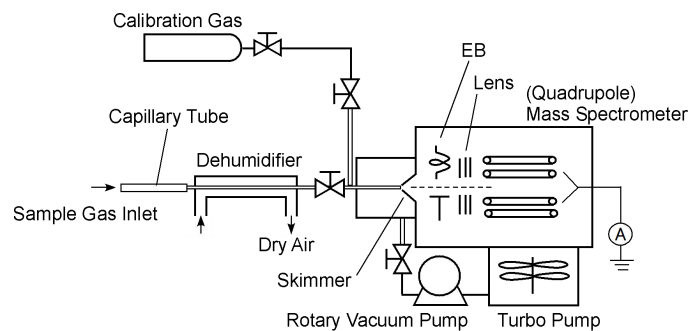 Calibration Gas
EB
Lens
(Quadrupole)
Mass Spectrometer
Capillary Tube
Dehumidifier
Sample Gas Inlet
Dry Air
A
Skimmer
Rotary Vacuum Pump
Turbo Pump